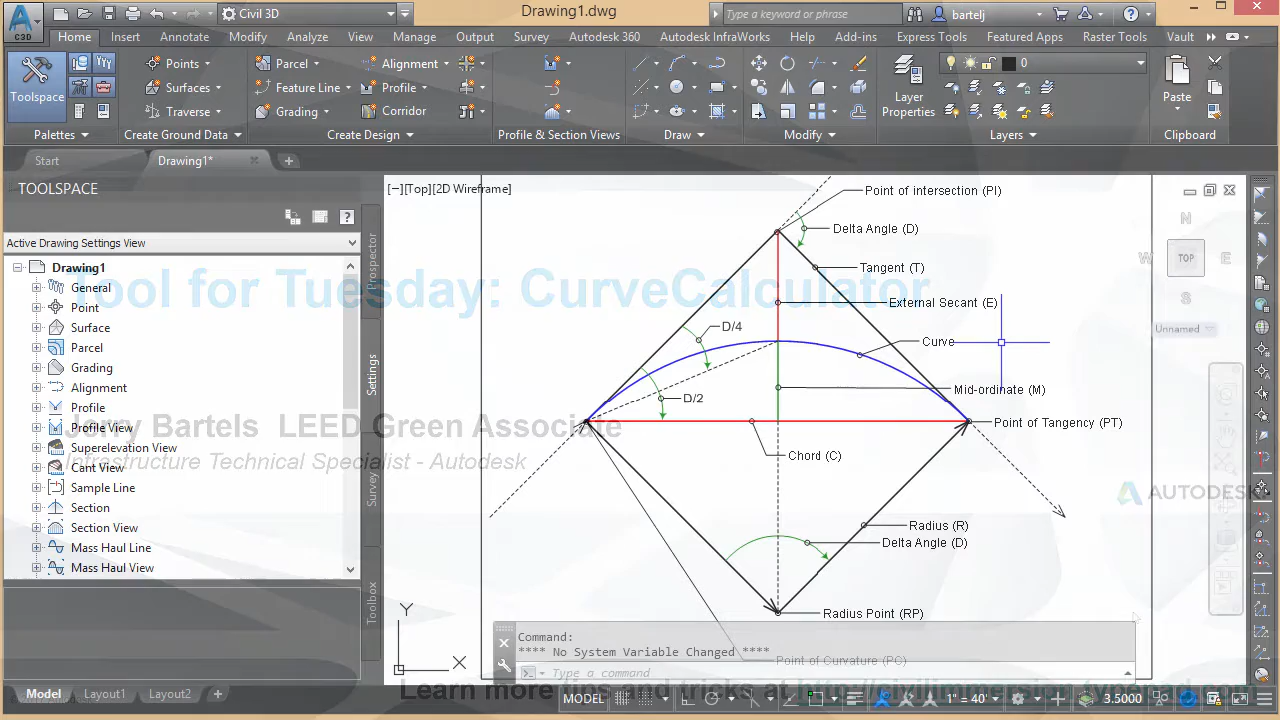 Drawing1.dwg
C3D
Civil 3D
Type a keyword or phrase
bartelj
Home
Insert
Annotate
Modify
Analyze
View
Manage
Output
Survey
Autodesk 360
Autodesk InfraWorks
Help
Add-ins
Express Tools
Featured Apps
Raster Tools
Vault
Toolspace
Points
Surfaces
Traverse
Parcel
Feature Line
Grading
Alignment
Profile
Corridor
Layer
Properties
0
Paste
Palettes
Create Ground Data
Create Design
Profile & Section Views
Draw
Modify
Layers
Clipboard
Start
Drawing1*
TOOLSPACE
Active Drawing Settings View
Drawing1
General
Point
Surface
Parcel
Grading
Alignment
Profile
Profile View
Superelevation View
Cant View
Sample Line
Section
Section View
Mass Haul Line
Mass Haul View
Prospector
Settings
Survey
Toolbox
Tool for Tuesday: CurveCalculator
Jerry Bartels LEED Green Associate
Infrastructure Technical Specialist - Autodesk
[−][Top][2D Wireframe]
Point of intersection (PI)
Delta Angle (D)
Tangent (T)
External Secant (E)
D/4
Curve
Mid-ordinate (M)
D/2
Point of Tangency (PT)
Chord (C)
Radius (R)
Delta Angle (D)
Radius Point (RP)
Point of Curvature (PC)
N
W
TOP
E
S
Unnamed
AUTODESK
Y
X
Command:
**** No System Variable Changed ****
Type a command
Model
Layout1
Layout2
Learn more tips and tricks at
MODEL
1" = 40'
3.5000